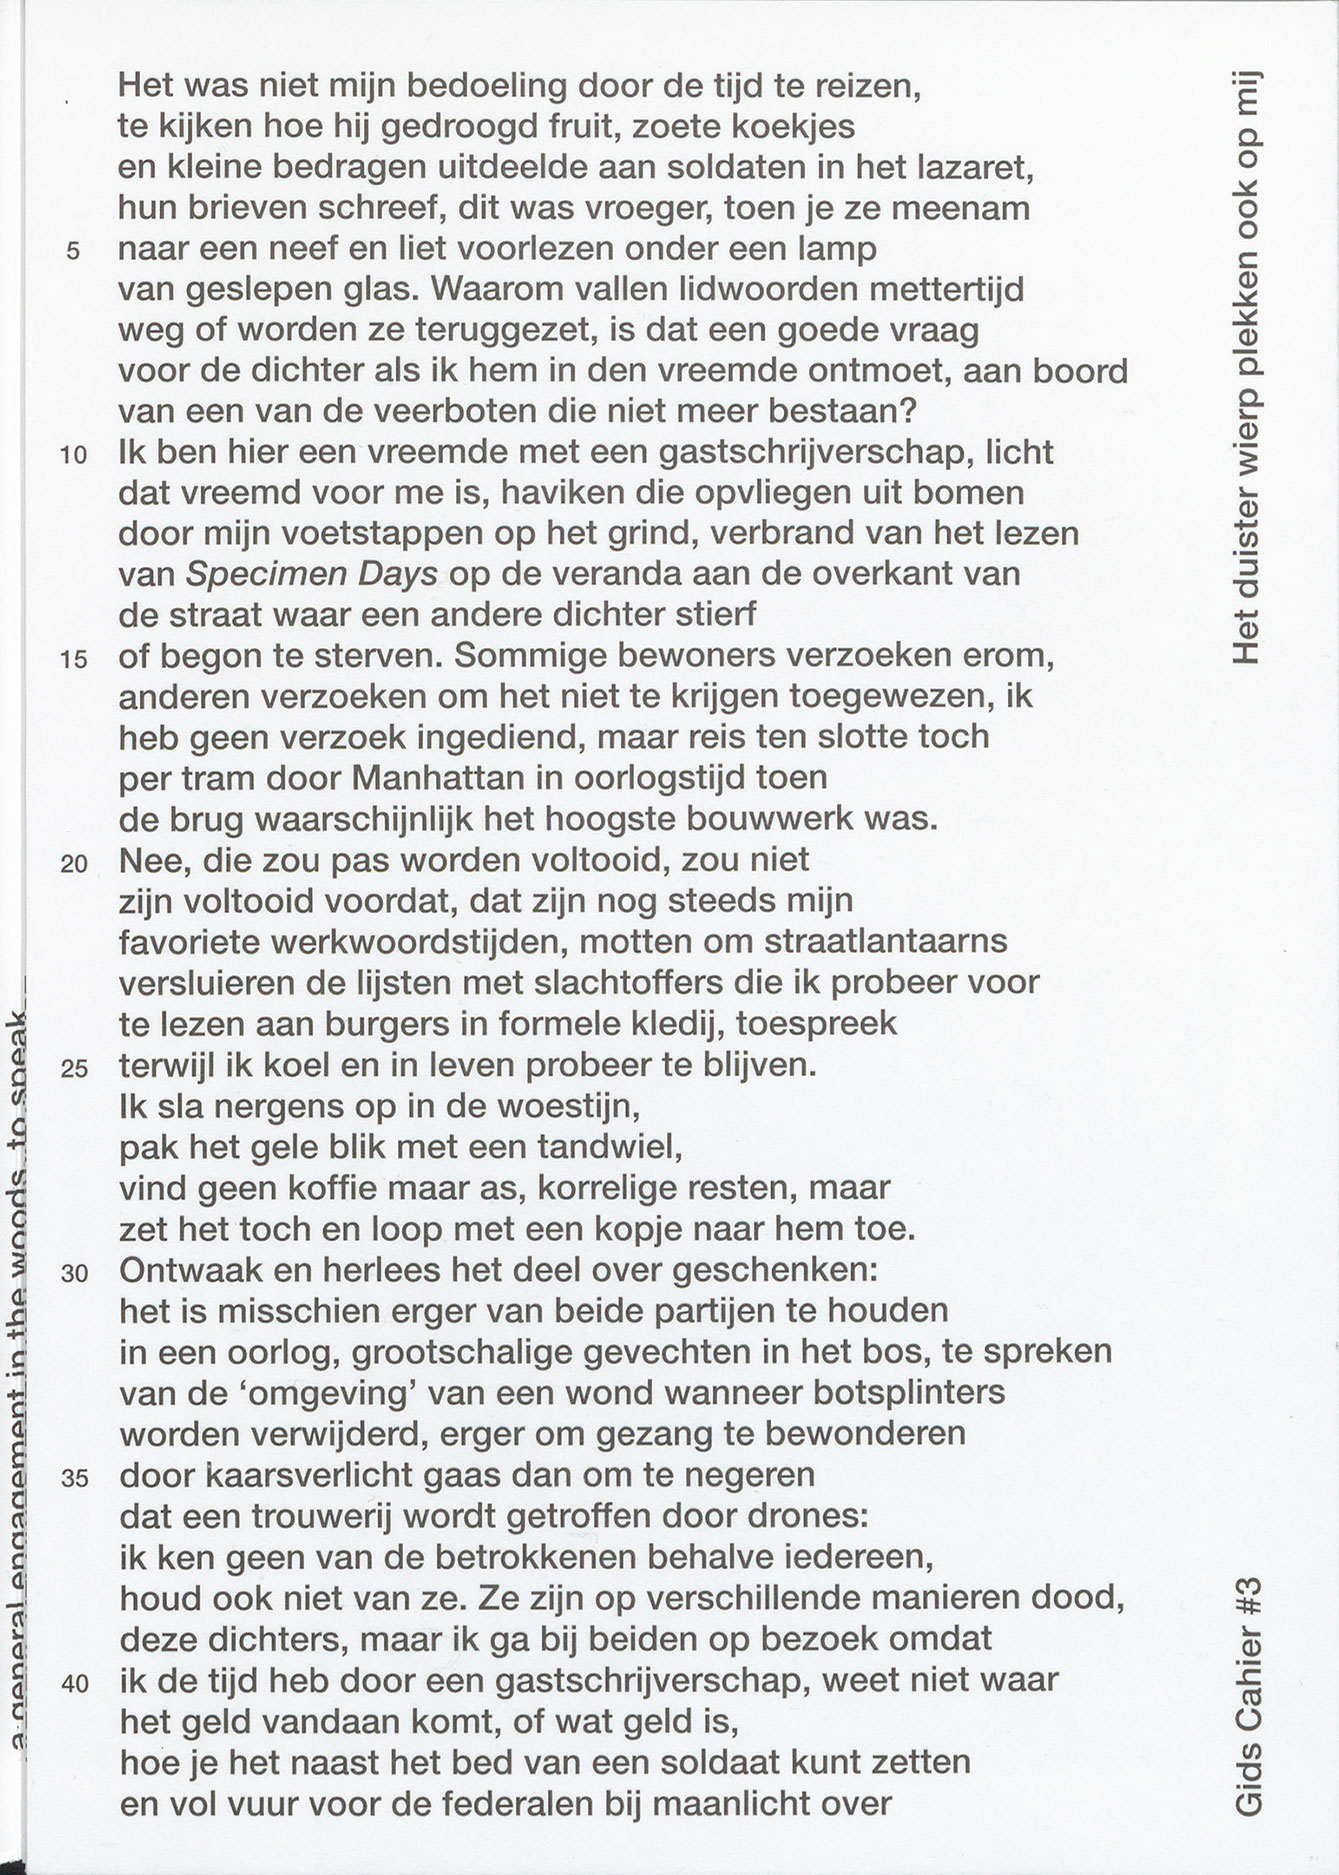 Het was niet mijn bedoeling door de tijd te reizen,
te kijken hoe hij gedroogd fruit, zoete koekjes
en kleine bedragen uitdeelde aan soldaten in het lazaret,
hun brieven schreef, dit was vroeger, toen je ze meenam
5 naar een neef en liet voorlezen onder een lamp
van geslepen glas. Waarom vallen lidwoorden mettertijd
weg of worden ze teruggezet, is dat een goede vraag
voor de dichter als ik hem in den vreemde ontmoet, aan boord
van een van de veerboten die niet meer bestaan?
10 Ik ben hier een vreemde met een gastschrijverschap, licht
dat vreemd voor me is, haviken die opvliegen uit bomen
door mijn voetstappen op het grind, verbrand van het lezen
van Specimen Days op de veranda aan de overkant van
de straat waar een andere dichter stierf
15 of begon te sterven. Sommige bewoners verzoeken erom,
anderen verzoeken om het niet te krijgen toegewezen, ik
heb geen verzoek ingediend, maar reis ten slotte toch
per tram door Manhattan in oorlogstijd toen
de brug waarschijnlijk het hoogste bouwwerk was.
20 Nee, die zou pas worden voltooid, zou niet
zijn voltooid voordat, dat zijn nog steeds mijn
favoriete werkwoordstijden, motten om straatlantaarns
versluieren de lijsten met slachtoffers die ik probeer voor
te lezen aan burgers in formele kledij, toespreek
25 terwijl ik koel en in leven probeer te blijven.
Ik sla nergens op in de woestijn,
pak het gele blik met een tandwiel,
vind geen koffie maar as, korrelige resten, maar
zet het toch en loop met een kopje naar hem toe.
30 Ontwaak en herlees het deel over geschenken:
het is misschien erger van beide partijen te houden
in een oorlog, grootschalige gevechten in het bos, te spreken
van de ‘omgeving’ van een wond wanneer botsplinters
worden verwijderd, erger om gezang te bewonderen
35 door kaarsverlicht gaas dan om te negeren
dat een trouwerij wordt getroffen door drones:
ik ken geen van de betrokkenen behalve iedereen,
houd ook niet van ze. Ze zijn op verschillende manieren dood,
deze dichters, maar ik ga bij beiden op bezoek omdat
40 ik de tijd heb door een gastschrijverschap, weet niet waar
het geld vandaan komt, of wat geld is,
hoe je het naast het bed van een soldaat kunt zetten
en vol vuur voor de federalen bij maanlicht over
Het duister wierp plekken ook op mij
Gids Cahier #3
a general engagement in the woods, to speak